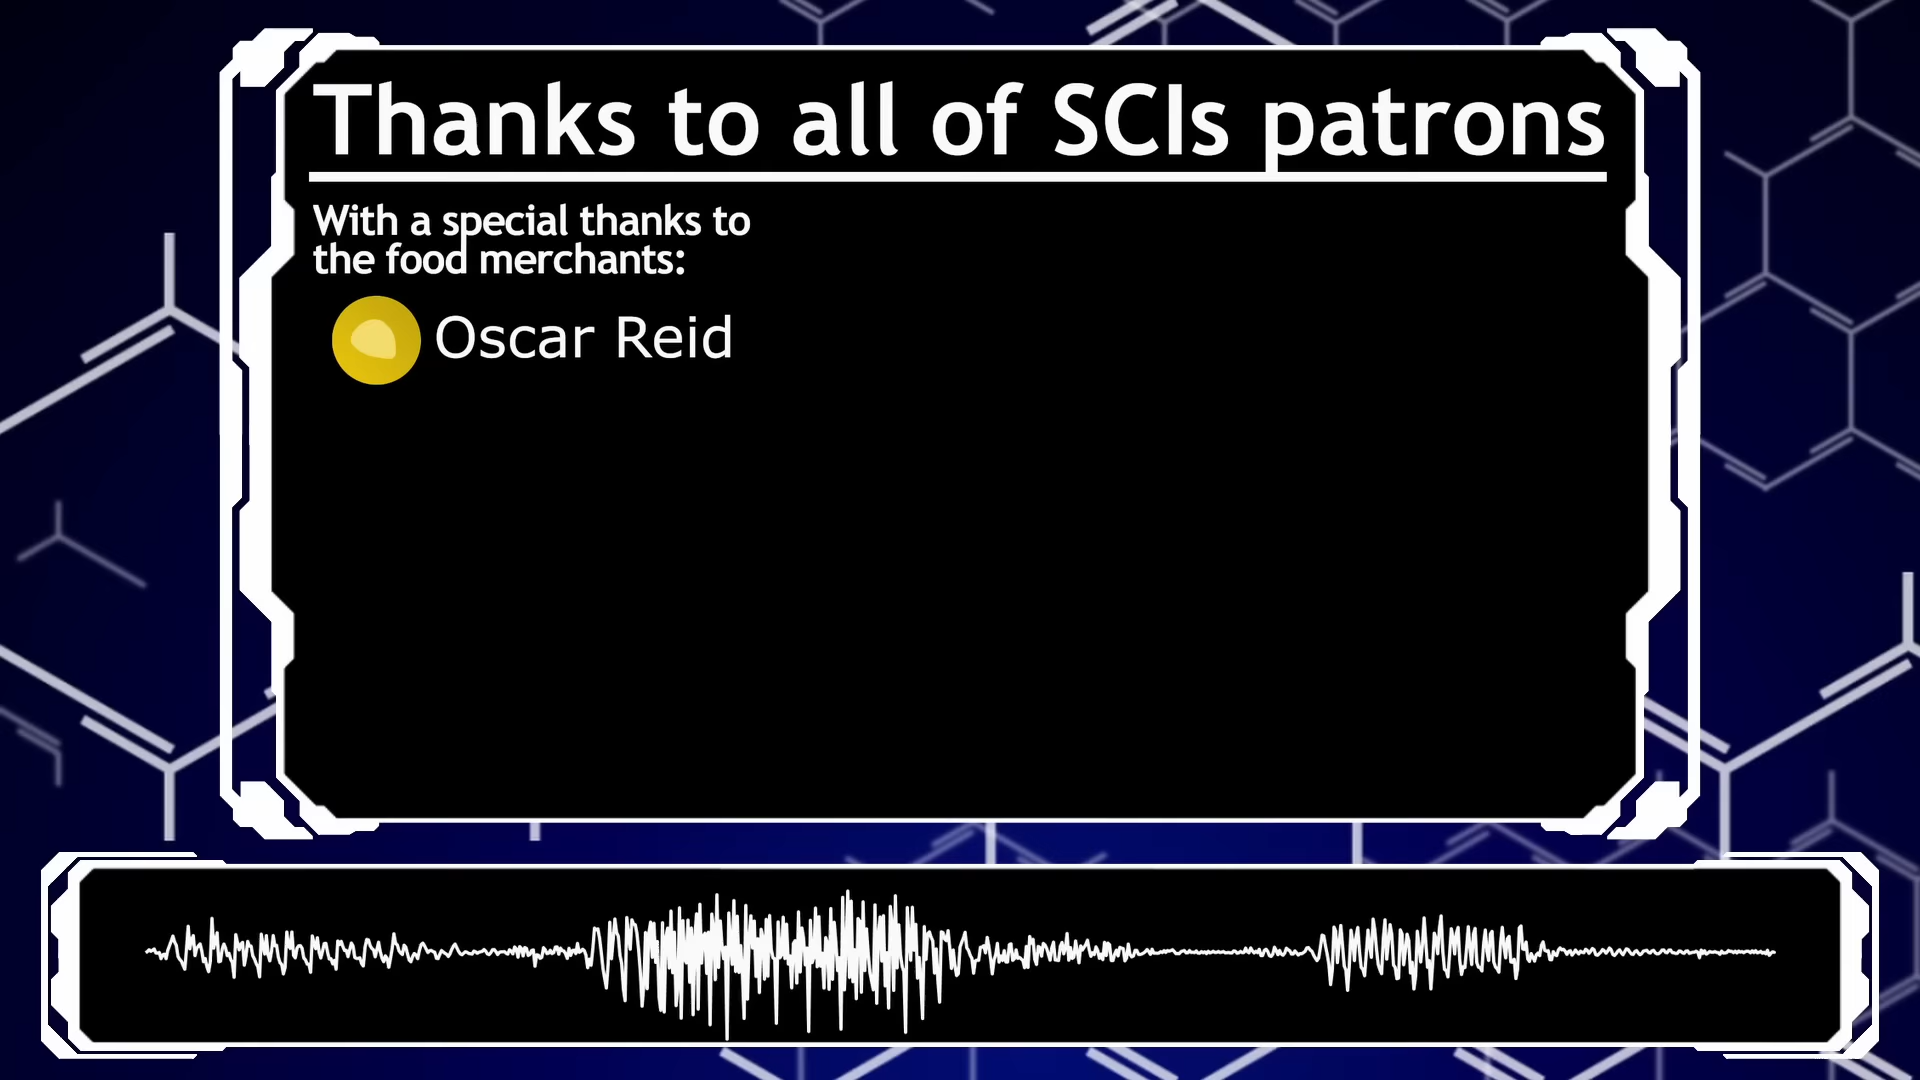 Thanks to all of SCIs patrons
With a special thanks to
the food merchants:
Oscar Reid